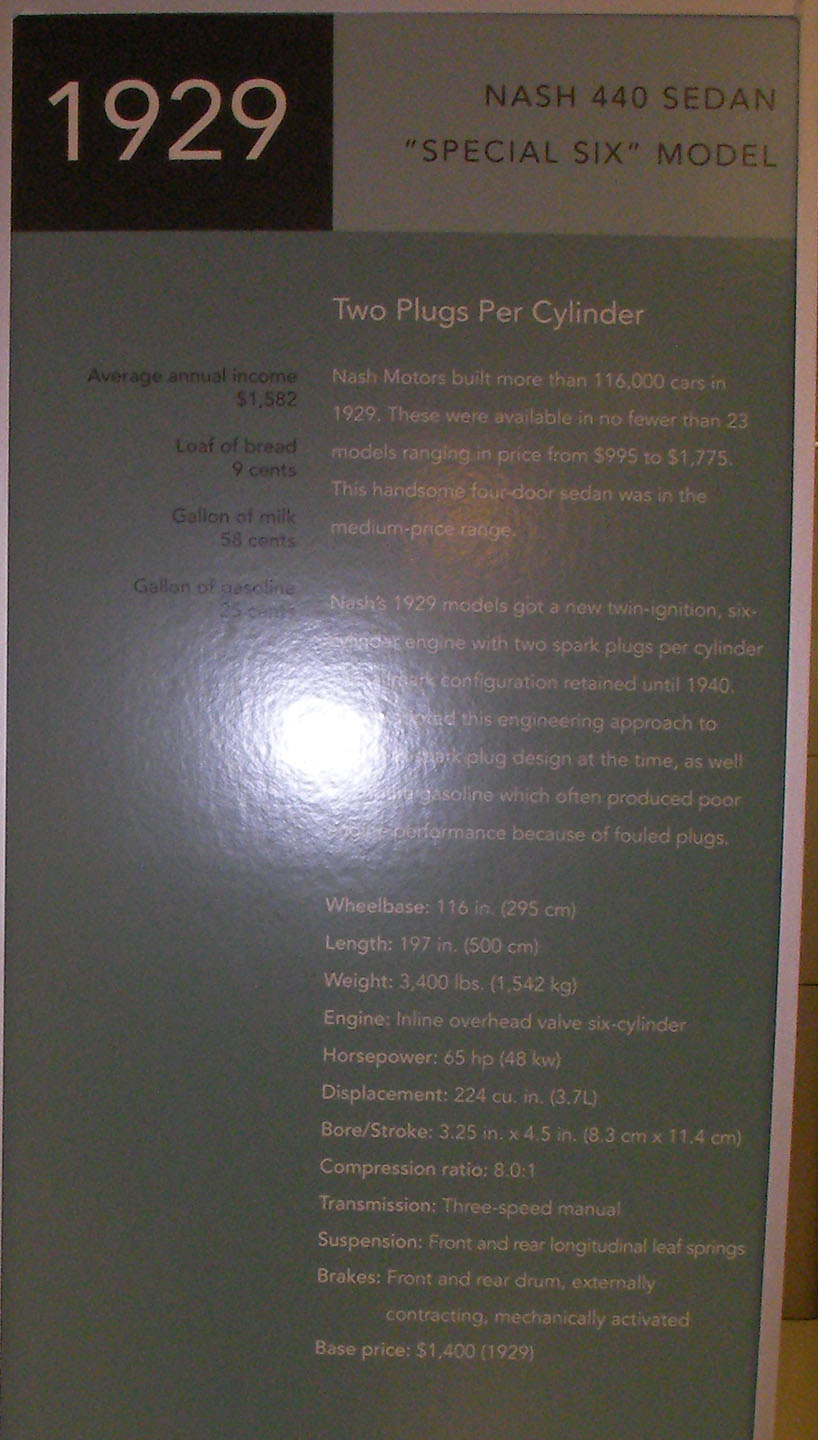 1929
NASH 440 SEDAN
"SPECIAL SIX" MODEL
Average annual income
$1,582
Loaf of bread
9 cents
Gallon of milk
58 cents
Gallon of gasoline
25 cents
Two Plugs Per Cylinder
Nash Motors built more than 116,000 cars in
1929. These were available in no fewer than 23
models ranging in price from $995 to $1,775.
This handsome four-door sedan was in the
medium-price range.
Nash's 1929 models got a new twin-ignition, six-
cylinder engine with two spark plugs per cylinder
configuration retained until 1940.
this engineering approach to
spark plug design at the time, as well
gasoline which often produced poor
engine performance because of fouled plugs.
Wheelbase: 116 in. (295 cm)
Length: 197 in. (500 cm)
Weight: 3,400 lbs. (1,542 kg)
Engine: Inline overhead valve six-cylinder
Horsepower: 65 hp (48 kw)
Displacement: 224 cu. in. (3.7L)
Bore/Stroke: 3.25 in. x 4.5 in. (8.3 cm x 11.4 cm)
Compression ratio: 8.0:1
Transmission: Three-speed manual
Suspension: Front and rear longitudinal leaf springs
Brakes: Front and rear drum, externally
contracting, mechanically activated
Base price: $1,400 (1929)